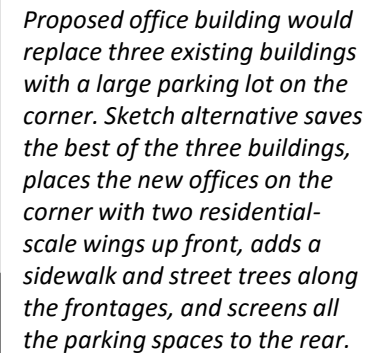 Proposed office building would
replace three existing buildings
with a large parking lot on the
corner. Sketch alternative saves
the best of the three buildings,
places the new offices on the
corner with two residential-
scale wings up front, adds a
sidewalk and street trees along
the frontages, and screens all
the parking spaces to the rear.